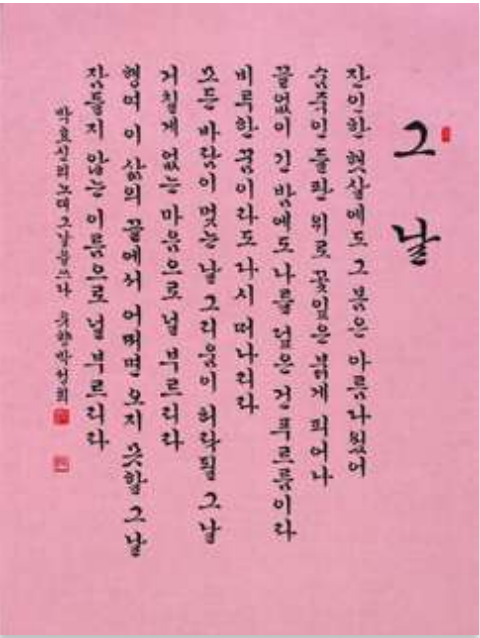 그날
잔인한 햇살에도 그 봄은 아름다웠어
숨죽인 들판 위로 꽃잎은 붉게 피어나
끝없이 긴 밤에도 나를 덮은 건 푸르름이라
비루한 꿈이라도 다시 떠나리라
모든 바람이 멎는 날 그리움이 허락될 그날
거칠게 없는 마음으로 널 부르리라
행여 이 삶의 끝에서 어쩌면 오지 못할 그날
잠들지 않는 이름으로 널 부르리라
박효신의 노래 그날을 쓰다 박성희